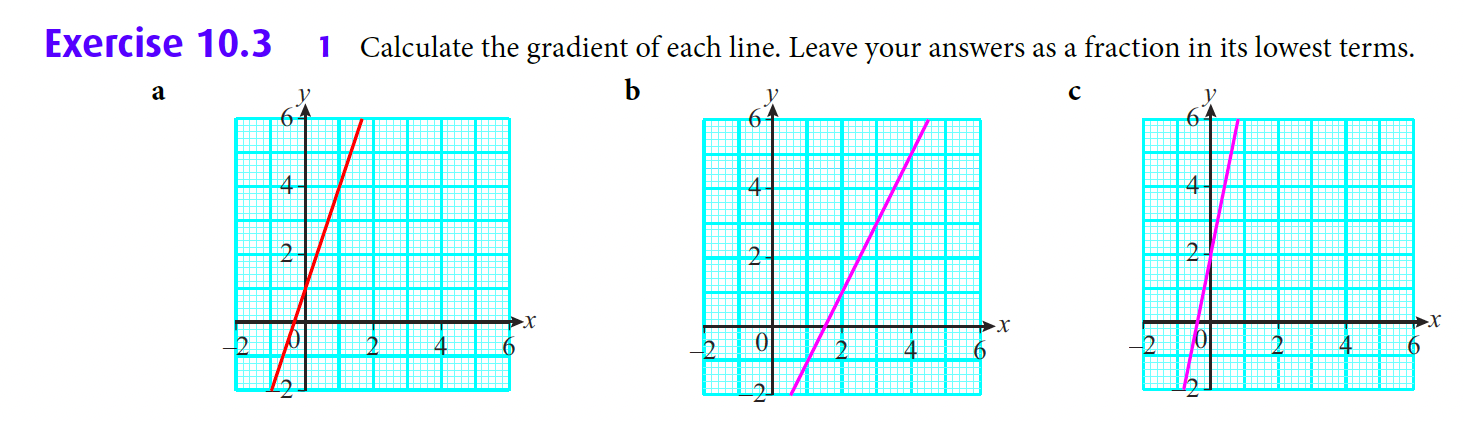 Exercise 10.3 1 Calculate the gradient of each line. Leave your answers as a fraction in its lowest terms.
a b c
y y y
6 6 6
4 4 4
2 2 2
x x x
–2 0 2 4 6 –2 0 2 4 6 –2 0 2 4 6
–2 –2 –2